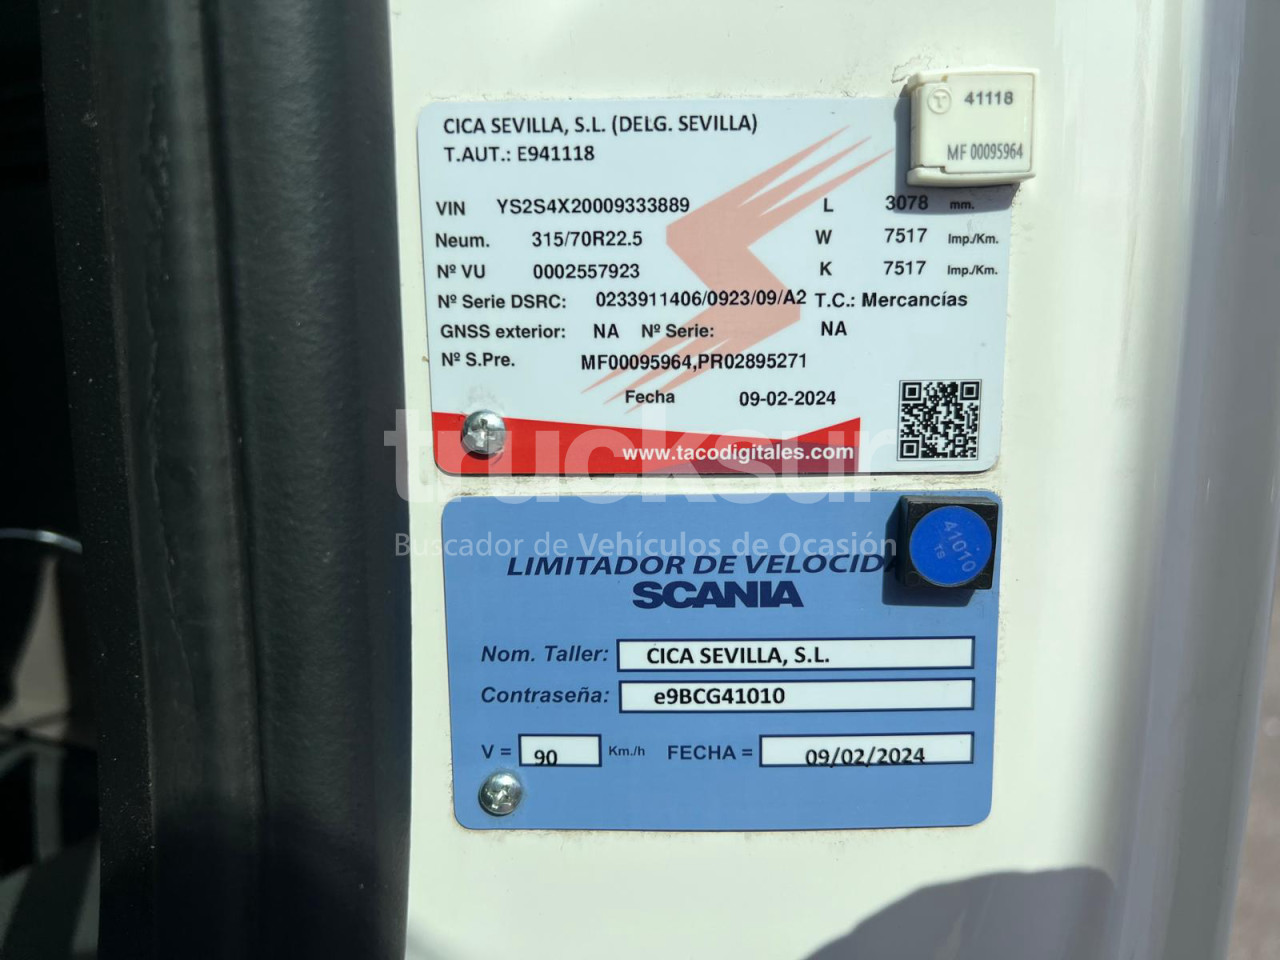 CICA SEVILLA, S.L. (DELG. SEVILLA)
T.AUT.: E941118
41118
MF 00095964
VIN YS2S4X20009333889 L 3078 mm.
Neum. 315/70R22.5 W 7517 Imp./Km.
Nº VU 0002557923 K 7517 Imp./Km.
Nº Serie DSRC: 0233911406/0923/09/A2 T.C.: Mercancías
GNSS exterior: NA Nº Serie: NA
Nº S.Pre. MF00095964,PR02895271
Fecha 09-02-2024
www.tacodigitales.com
trucksur
Buscador de Vehículos de Ocasión
41010
TS
LIMITADOR DE VELOCIDA
SCANIA
Nom. Taller: CICA SEVILLA, S.L.
Contraseña: e9BCG41010
V = 90 Km./h FECHA = 09/02/2024